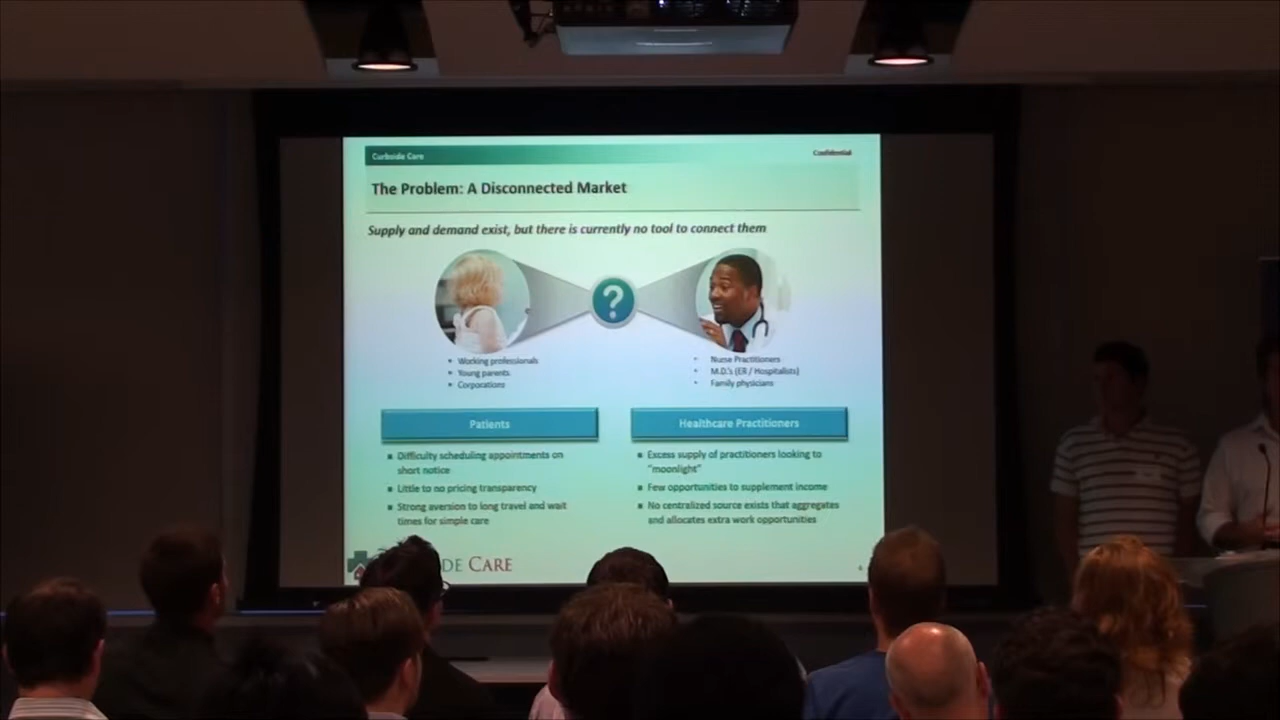 Curbside Care
Confidential
The Problem: A Disconnected Market
Supply and demand exist, but there is currently no tool to connect them
?
• Working professionals
• Young parents
• Corporations
• Nurse Practitioners
• M.D.'s (ER / Hospitalists)
• Family physicians
Patients
Healthcare Practitioners
▪ Difficulty scheduling appointments on
short notice
▪ Little to no pricing transparency
▪ Strong aversion to long travel and wait
times for simple care
▪ Excess supply of practitioners looking to
"moonlight"
▪ Few opportunities to supplement income
▪ No centralized source exists that aggregates
and allocates extra work opportunities
DE CARE